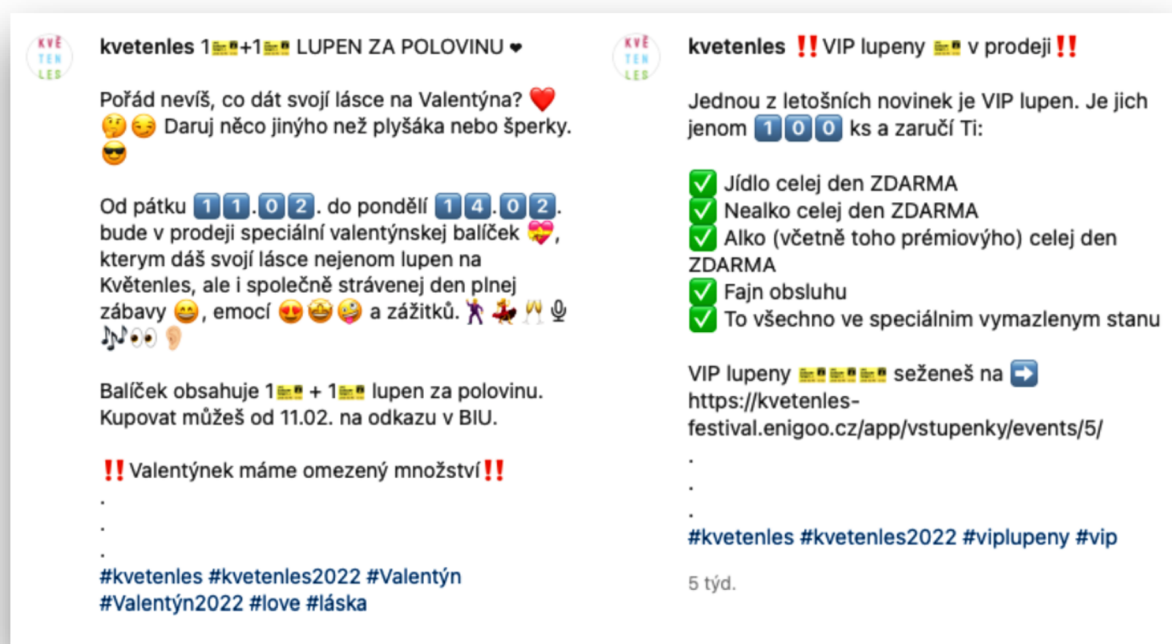 KVĚ
TEN
LES
kvetenles 1🎫+1🎫 LUPEN ZA POLOVINU ❤
Pořád nevíš, co dát svojí lásce na Valentýna? ❤️
🤔😏 Daruj něco jinýho než plyšáka nebo šperky.
😎
Od pátku 1️⃣1️⃣.0️⃣2️⃣. do pondělí 1️⃣4️⃣.0️⃣2️⃣.
bude v prodeji speciální valentýnskej balíček 💝,
kterym dáš svojí lásce nejenom lupen na
Květenles, ale i společně strávenej den plnej
zábavy 😄, emocí 😍🤩🤪 a zážitků. 🕺💃🥂🎙
🎶👀👂
Balíček obsahuje 1🎫 + 1🎫 lupen za polovinu.
Kupovat můžeš od 11.02. na odkazu v BIU.
‼️Valentýnek máme omezený množství‼️
.
.
.
#kvetenles #kvetenles2022 #Valentýn
#Valentýn2022 #love #láska
KVĚ
TEN
LES
kvetenles ‼️VIP lupeny 🎫 v prodeji‼️
Jednou z letošních novinek je VIP lupen. Je jich
jenom 1️⃣0️⃣0️⃣ ks a zaručí Ti:
✅ Jídlo celej den ZDARMA
✅ Nealko celej den ZDARMA
✅ Alko (včetně toho prémiovýho) celej den
ZDARMA
✅ Fajn obsluhu
✅ To všechno ve speciálnim vymazlenym stanu
VIP lupeny 🎫🎫🎫 seženeš na ➡️
https://kvetenles-
festival.enigoo.cz/app/vstupenky/events/5/
.
.
.
#kvetenles #kvetenles2022 #viplupeny #vip
5 týd.